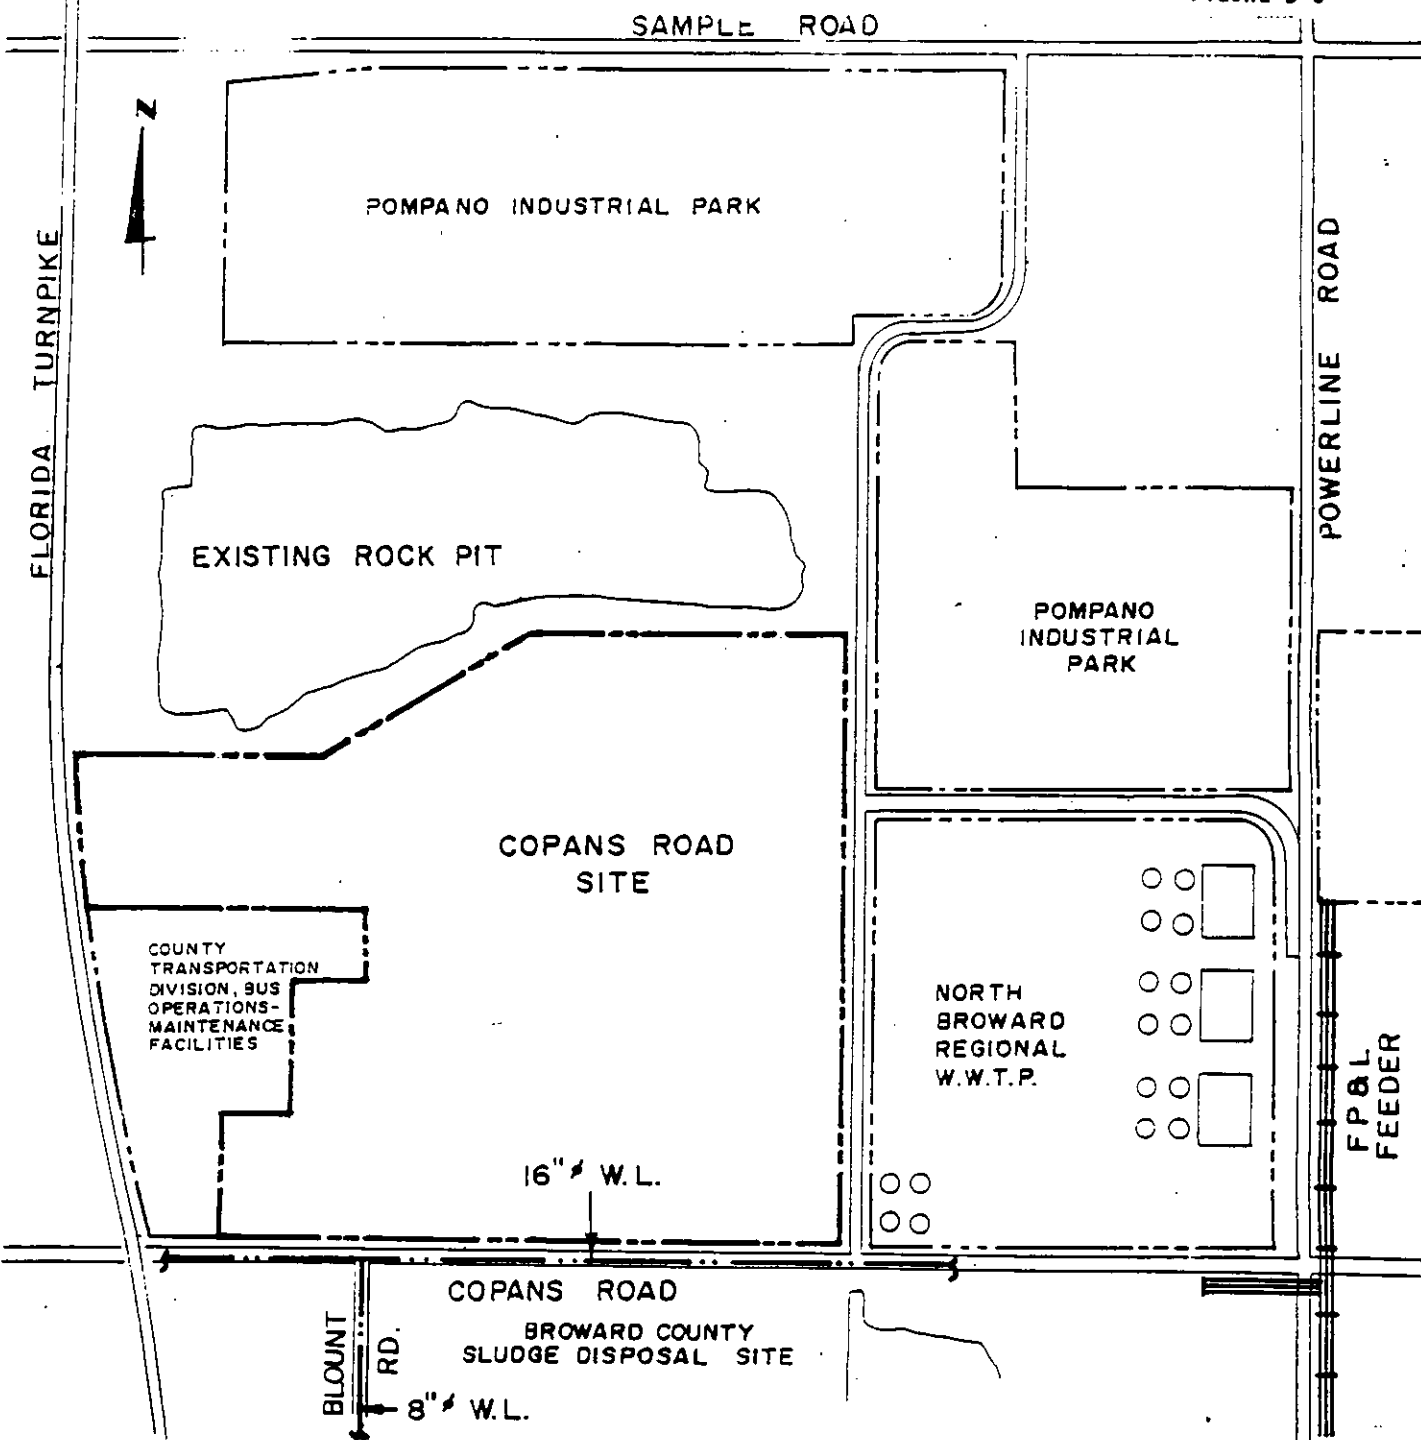 SAMPLE ROAD
N
POMPANO INDUSTRIAL PARK
FLORIDA TURNPIKE
POWERLINE ROAD
EXISTING ROCK PIT
POMPANO
INDUSTRIAL
PARK
COPANS ROAD
SITE
COUNTY
TRANSPORTATION
DIVISION, BUS
OPERATIONS-
MAINTENANCE
FACILITIES
NORTH
BROWARD
REGIONAL
W.W.T.P.
FP&L
FEEDER
16"ø W.L.
COPANS ROAD
BROWARD COUNTY
SLUDGE DISPOSAL SITE
BLOUNT
RD.
8"ø W.L.